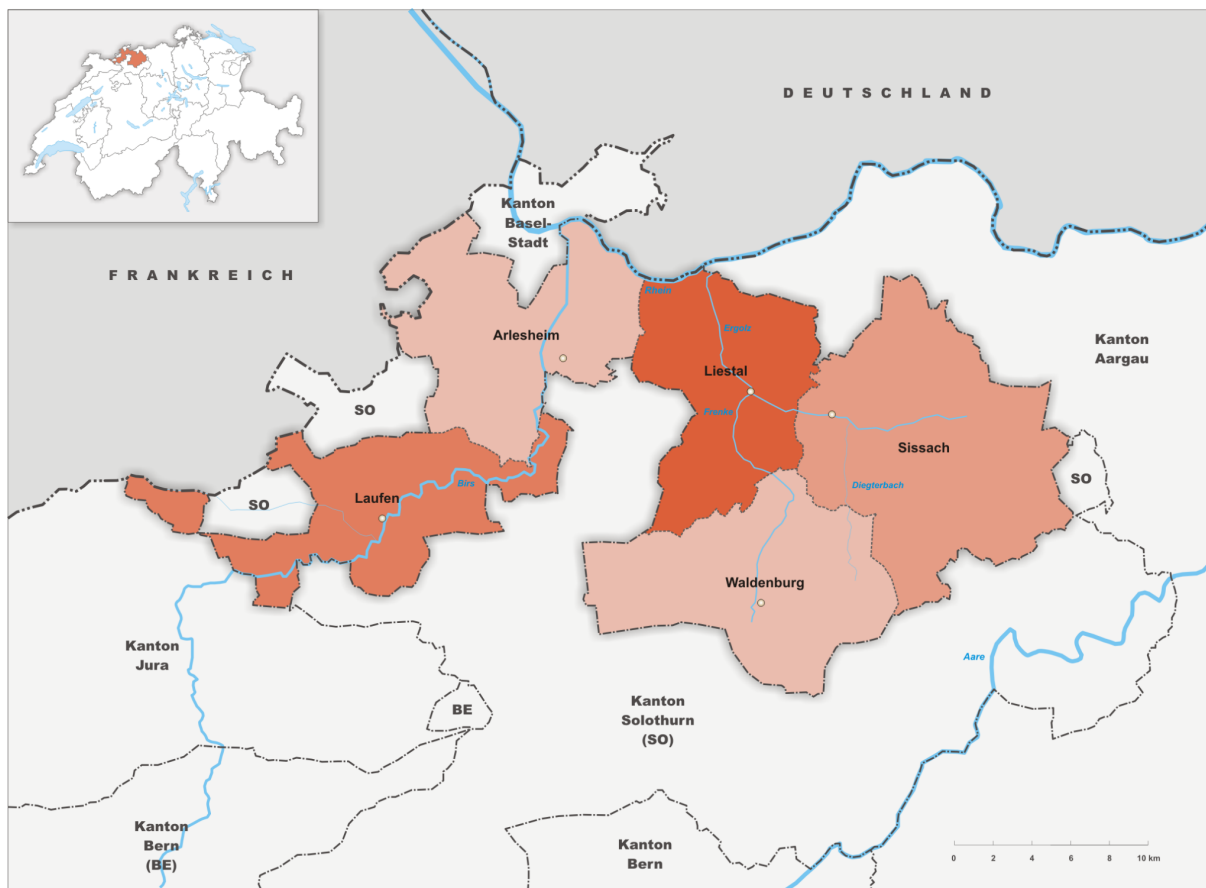 DEUTSCHLAND
Kanton
Basel-
Stadt
FRANKREICH
Rhein
Ergolz
Arlesheim
Kanton
Aargau
Liestal
SO
Frenke
Sissach
Birs
Diegterbach
SO
Laufen
SO
Waldenburg
Kanton
Jura
Aare
Kanton
Solothurn
(SO)
BE
Kanton
Bern
(BE)
Kanton
Bern
0 2 4 6 8 10 km